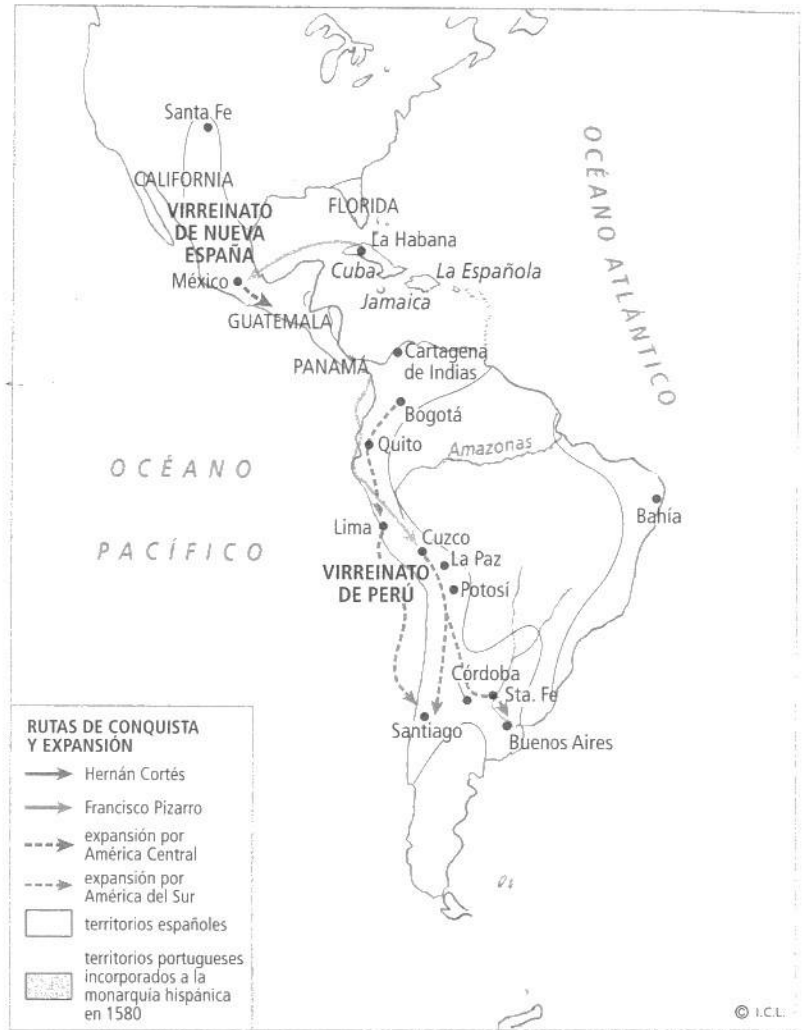 Santa Fe
CALIFORNIA
VIRREINATO
DE NUEVA
ESPAÑA
México
FLORIDA
La Habana
Cuba
La Española
Jamaica
GUATEMALA
PANAMÁ
Cartagena
de Indias
Bogotá
Quito
Amazonas
OCÉANO ATLÁNTICO
OCÉANO
PACÍFICO
Lima
Cuzco
La Paz
VIRREINATO
DE PERÚ
Potosí
Bahía
Córdoba
Sta. Fe
Santiago
Buenos Aires
RUTAS DE CONQUISTA
Y EXPANSIÓN
Hernán Cortés
Francisco Pizarro
expansión por
América Central
expansión por
América del Sur
territorios españoles
territorios portugueses
incorporados a la
monarquía hispánica
en 1580
© I.C.L.